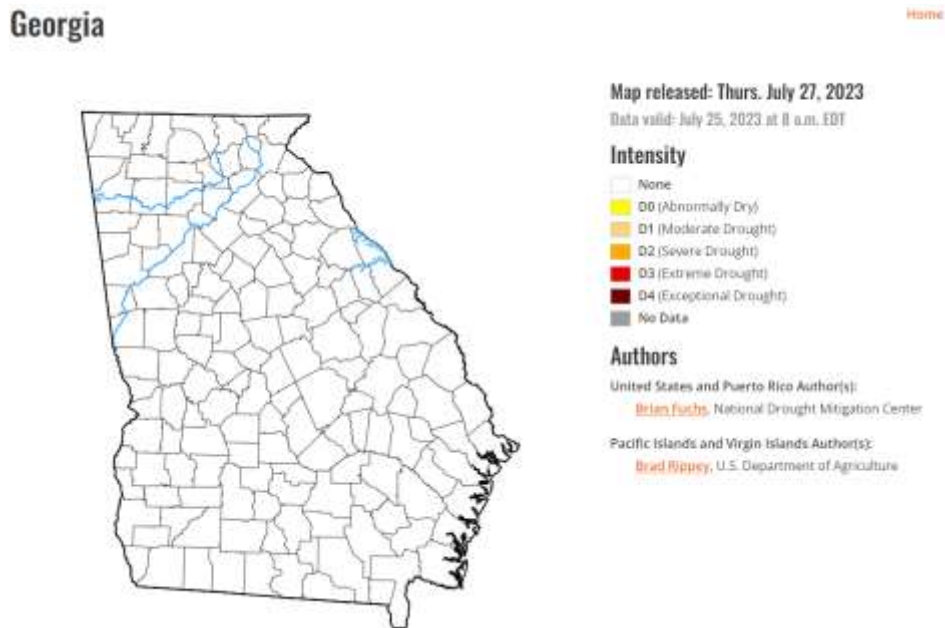 Georgia
Home
Map released: Thurs. July 27, 2023
Data valid: July 25, 2023 at 8 a.m. EDT
Intensity
None
D0 (Abnormally Dry)
D1 (Moderate Drought)
D2 (Severe Drought)
D3 (Extreme Drought)
D4 (Exceptional Drought)
No Data
Authors
United States and Puerto Rico Author(s):
Brian Fuchs, National Drought Mitigation Center
Pacific Islands and Virgin Islands Author(s):
Brad Rippey, U.S. Department of Agriculture